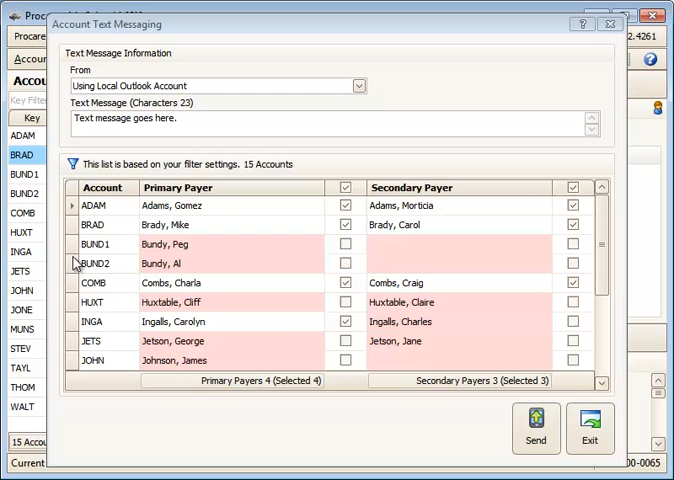 Account Text Messaging
?
.4261
Procare
Text Message Information
From
Accoun
Using Local Outlook Account
Accou
Text Message (Characters 23)
Key Filte
Text message goes here.
Key
ADAM
BRAD
BUND1
BUND2
COMB
HUXT
INGA
JETS
JOHN
JONE
MUNS
STEV
TAYL
THOM
WALT
This list is based on your filter settings. 15 Accounts
Account Primary Payer Secondary Payer
ADAM Adams, Gomez Adams, Morticia
BRAD Brady, Mike Brady, Carol
BUND1 Bundy, Peg
BUND2 Bundy, Al
COMB Combs, Charla Combs, Craig
HUXT Huxtable, Cliff Huxtable, Claire
INGA Ingalls, Carolyn Ingalls, Charles
JETS Jetson, George Jetson, Jane
JOHN Johnson, James
Primary Payers 4 (Selected 4) Secondary Payers 3 (Selected 3)
Send Exit
15 Accou
Current
00-0065